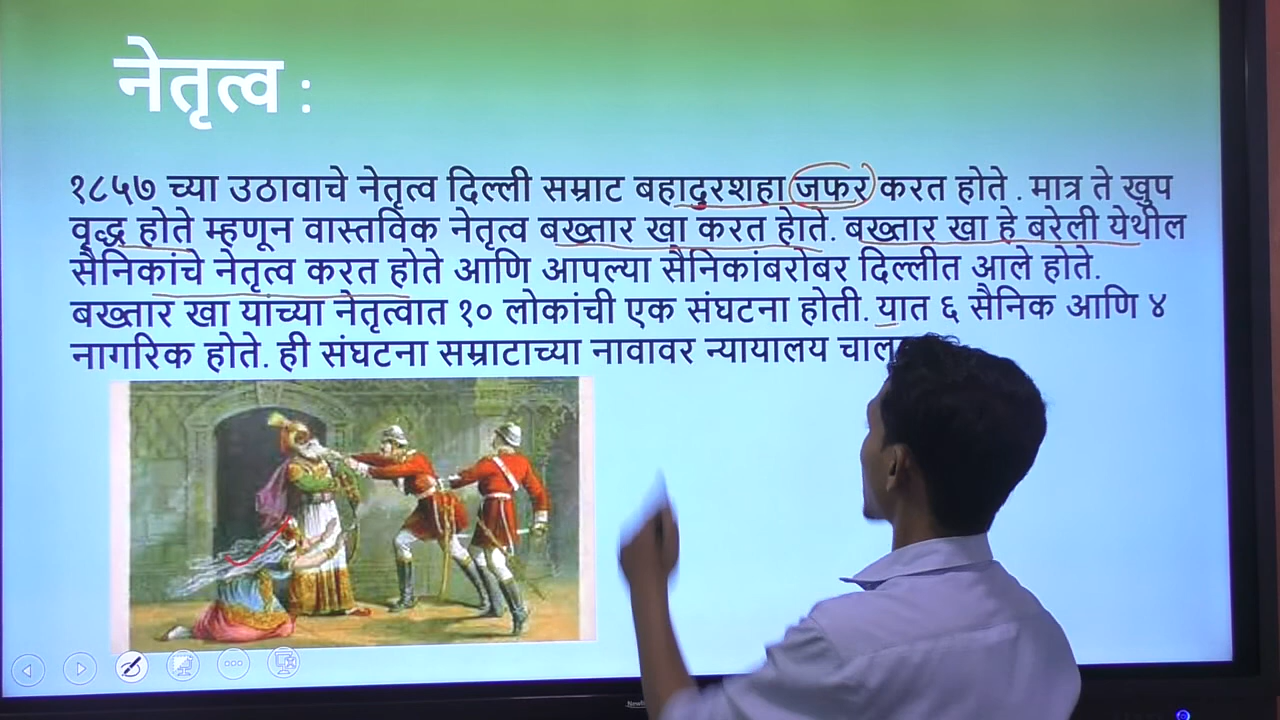 नेतृत्व :
१८५७ च्या उठावाचे नेतृत्व दिल्ली सम्राट बहादुरशहा जफर करत होते . मात्र ते खुप
वृद्ध होते म्हणून वास्तविक नेतृत्व बख्तार खा करत होते. बख्तार खा हे बरेली येथील
सैनिकांचे नेतृत्व करत होते आणि आपल्या सैनिकांबरोबर दिल्लीत आले होते.
बख्तार खा यांच्या नेतृत्वात १० लोकांची एक संघटना होती. यात ६ सैनिक आणि ४
नागरिक होते. ही संघटना सम्राटाच्या नावावर न्यायालय